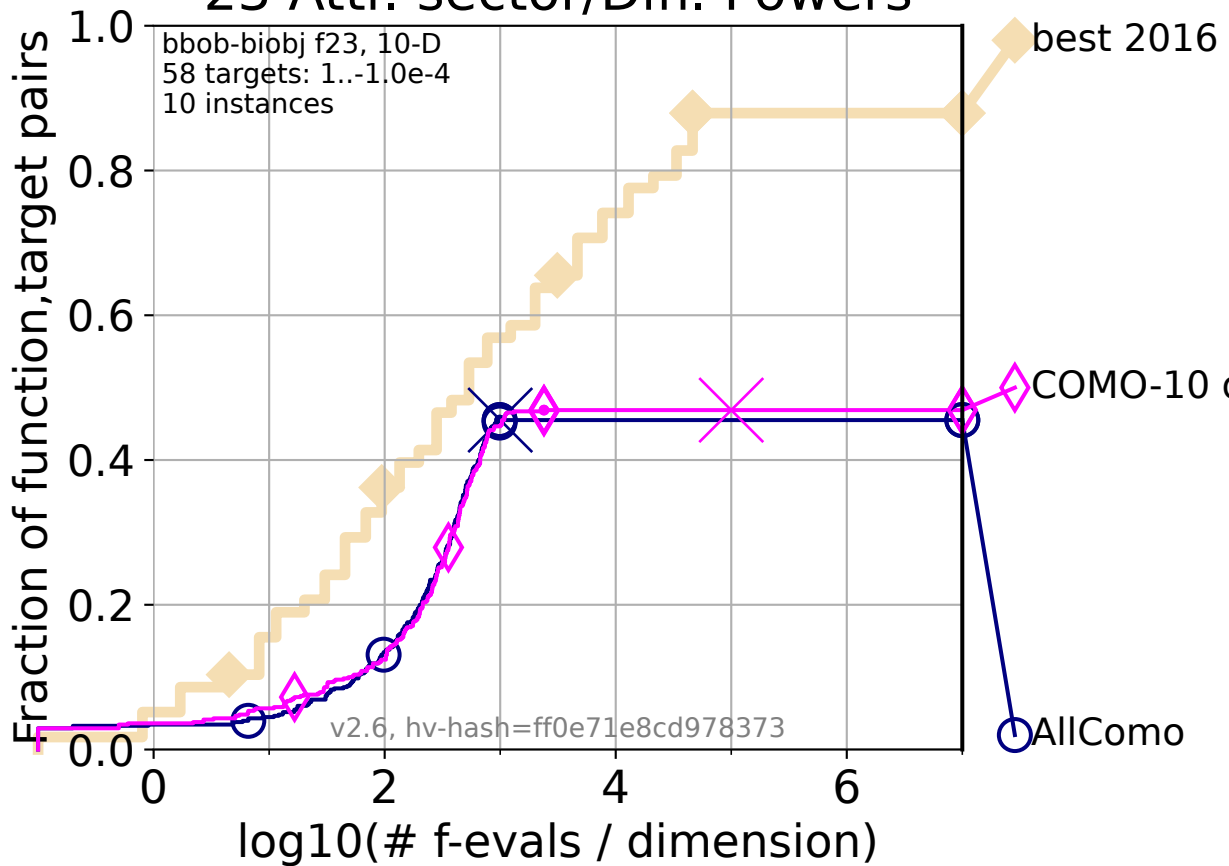 23 Attr. sector/Diff. Powers
bbob-biobj f23, 10-D
58 targets: 1..-1.0e-4
10 instances
Fraction of function,target pairs
1.0
0.8
0.6
0.4
0.2
0.0
0
2
4
6
log10(# f-evals / dimension)
best 2016
COMO-10
AllComo
v2.6, hv-hash=ff0e71e8cd978373